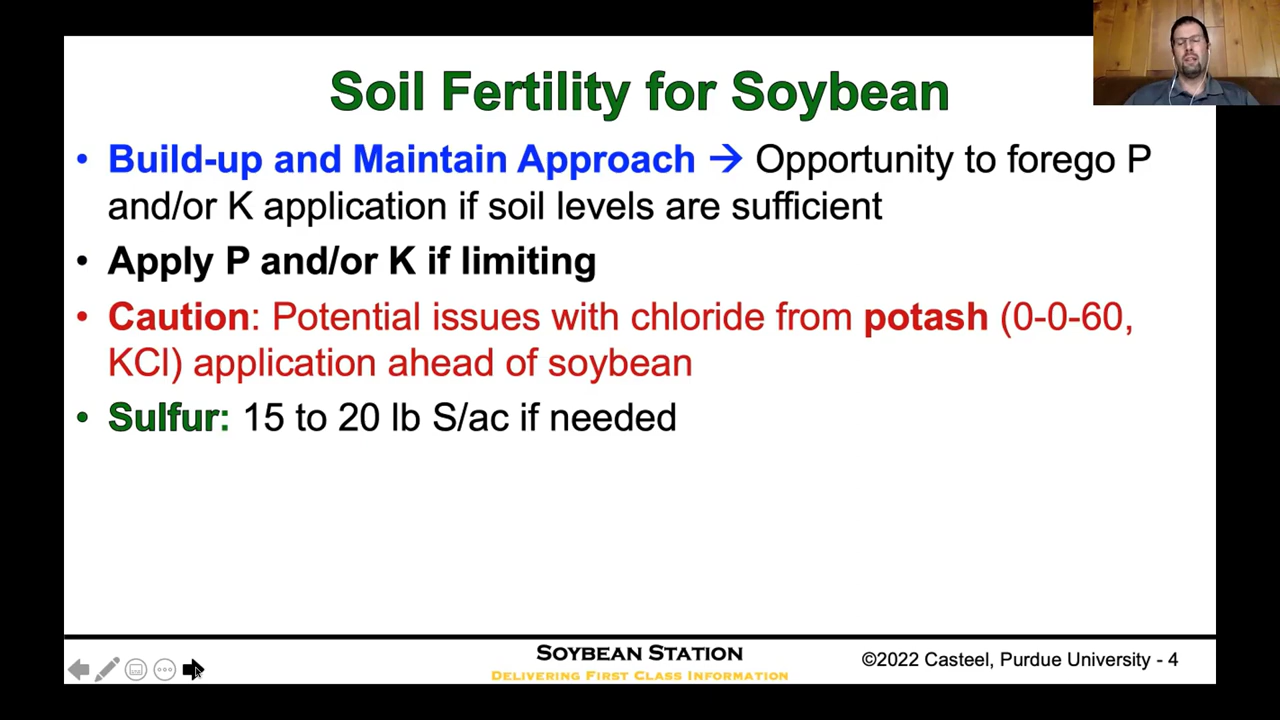 Soil Fertility for Soybean
• Build-up and Maintain Approach → Opportunity to forego P
and/or K application if soil levels are sufficient
• Apply P and/or K if limiting
• Caution: Potential issues with chloride from potash (0-0-60,
KCl) application ahead of soybean
• Sulfur: 15 to 20 lb S/ac if needed
SOYBEAN STATION
DELIVERING FIRST CLASS INFORMATION
©2022 Casteel, Purdue University - 4